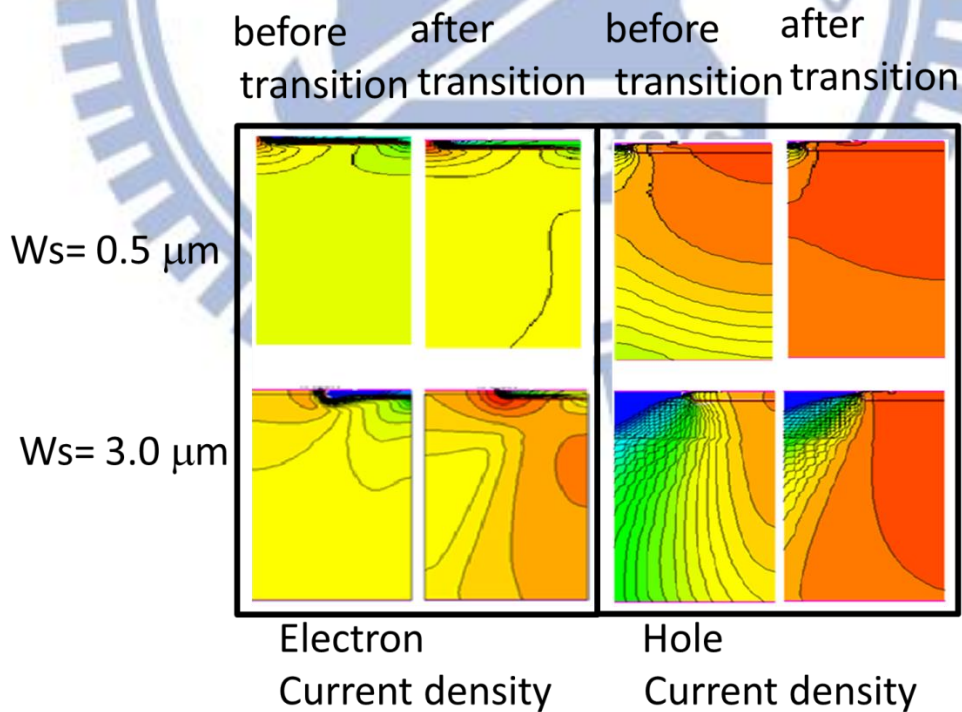 before after before after
transition transition transition transition
Ws= 0.5 μm
Ws= 3.0 μm
Electron Hole
Current density Current density